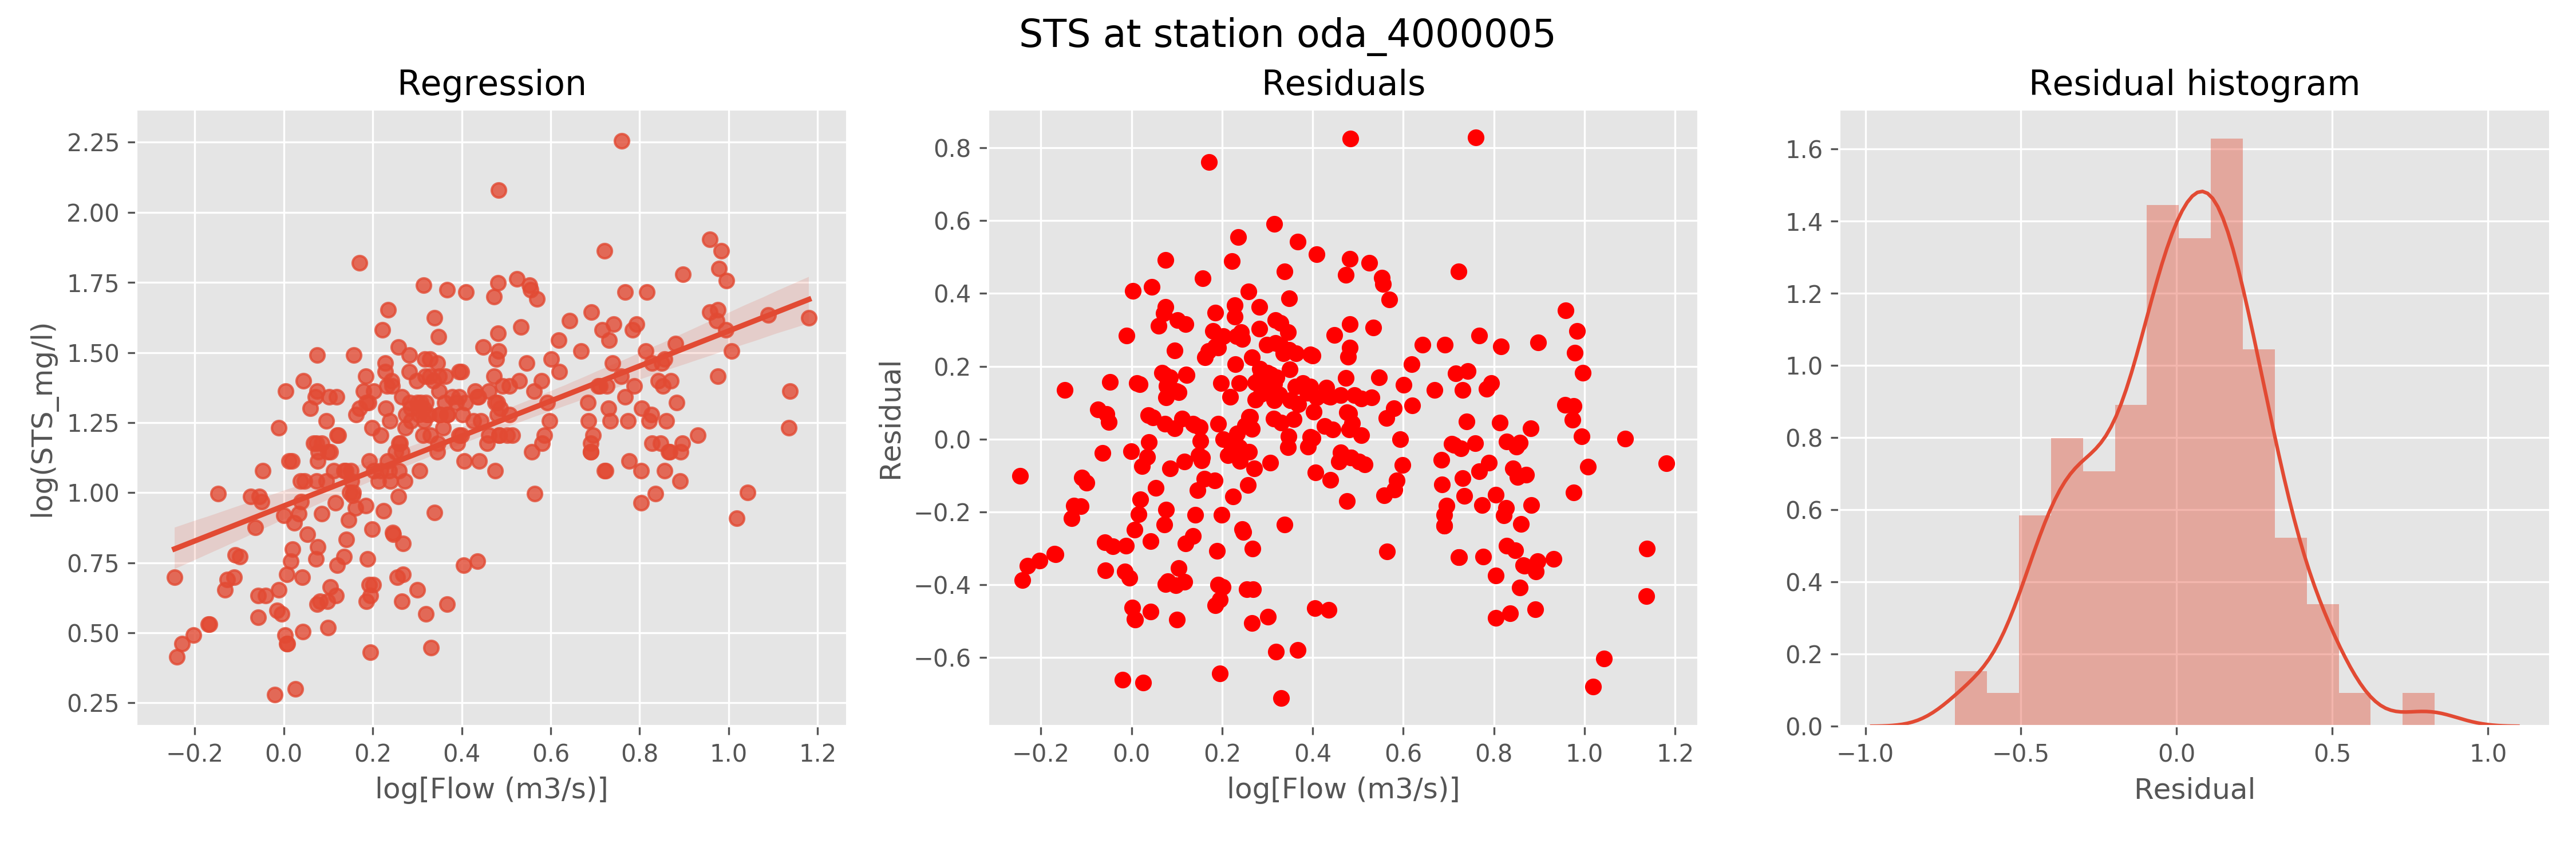 STS at station oda_4000005
Regression
Residuals
Residual histogram
2.25
2.00
1.75
1.50
1.25
1.00
0.75
0.50
0.25
log(STS_mg/l)
−0.2 0.0 0.2 0.4 0.6 0.8 1.0 1.2
log[Flow (m3/s)]
0.8
0.6
0.4
0.2
0.0
−0.2
−0.4
−0.6
Residual
−0.2 0.0 0.2 0.4 0.6 0.8 1.0 1.2
log[Flow (m3/s)]
1.6
1.4
1.2
1.0
0.8
0.6
0.4
0.2
0.0
−1.0 −0.5 0.0 0.5 1.0
Residual